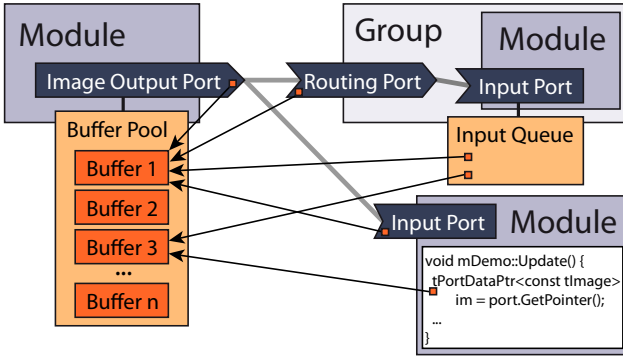 Module
Image Output Port
Buffer Pool
Buffer 1
Buffer 2
Buffer 3
...
Buffer n
Group
Routing Port
Module
Input Port
Input Queue
Input Port
Module
void mDemo::Update() {
tPortDataPtr<const tImage>
im = port.GetPointer();
...
}